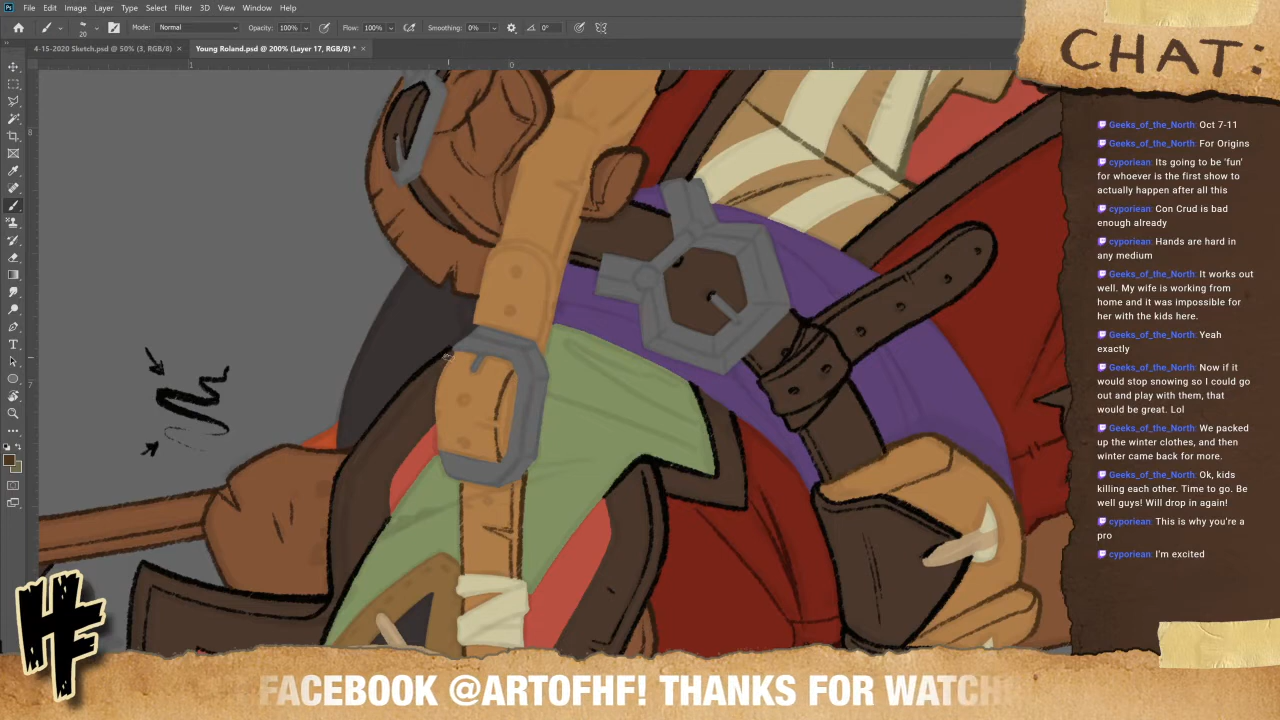 File Edit Image Layer Type Select Filter 3D View Window Help
20 Mode: Normal Opacity: 100% Flow: 100% Smoothing: 0% 0°
4-15-2020 Sketch.psd @ 50% (3, RGB/8) × Young Roland.psd @ 200% (Layer 17, RGB/8) * ×
1 0 1
8
7
CHAT:
Geeks_of_the_North: Oct 7-11
Geeks_of_the_North: For Origins
cyporiean: Its going to be 'fun'
for whoever is the first show to
actually happen after all this
cyporiean: Con Crud is bad
enough already
cyporiean: Hands are hard in
any medium
Geeks_of_the_North: It works out
well. My wife is working from
home and it was impossible for
her with the kids here.
Geeks_of_the_North: Yeah
exactly
Geeks_of_the_North: Now if it
would stop snowing so I could go
out and play with them, that
would be great. Lol
Geeks_of_the_North: We packed
up the winter clothes, and then
winter came back for more.
Geeks_of_the_North: Ok, kids
killing each other. Time to go. Be
well guys! Will drop in again!
cyporiean: This is why you're a
pro
cyporiean: I'm excited
HF
FACEBOOK @ARTOFHF! THANKS FOR WATCH